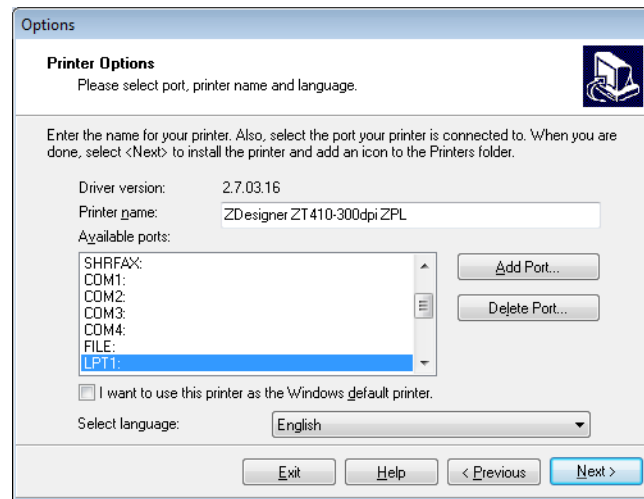 Options
Printer Options
Please select port, printer name and language.
Enter the name for your printer. Also, select the port your printer is connected to. When you are
done, select <Next> to install the printer and add an icon to the Printers folder.
Driver version: 2.7.03.16
Printer name: ZDesigner ZT410-300dpi ZPL
Available ports:
SHRFAX:
COM1:
COM2:
COM3:
COM4:
FILE:
LPT1:
Add Port...
Delete Port...
I want to use this printer as the Windows default printer.
Select language: English
Exit Help < Previous Next >